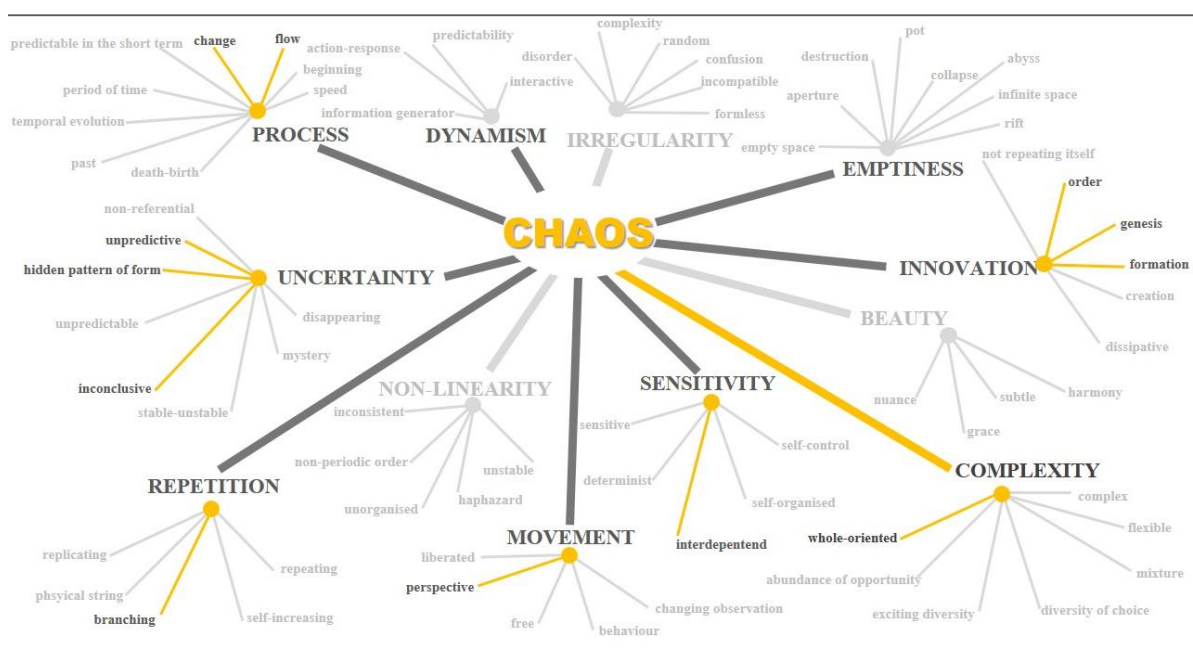 predictable in the short term
change
flow
period of time
beginning
speed
temporal evolution
past
death-birth
PROCESS
action-response
predictability
interactive
information generator
DYNAMISM
complexity
random
disorder
confusion
incompatible
formless
IRREGULARITY
pot
destruction
abyss
collapse
aperture
infinite space
rift
empty space
EMPTINESS
not repeating itself
order
genesis
formation
creation
dissipative
INNOVATION
CHAOS
non-referential
unpredictive
hidden pattern of form
unpredictable
disappearing
mystery
inconclusive
stable-unstable
UNCERTAINTY
BEAUTY
nuance
grace
subtle
harmony
NON-LINEARITY
inconsistent
non-periodic order
unorganised
haphazard
unstable
SENSITIVITY
sensitive
self-control
determinist
self-organised
interdepentend
COMPLEXITY
complex
flexible
whole-oriented
mixture
abundance of opportunity
exciting diversity
diversity of choice
REPETITION
replicating
phsyical string
branching
self-increasing
repeating
MOVEMENT
liberated
perspective
free
behaviour
changing observation